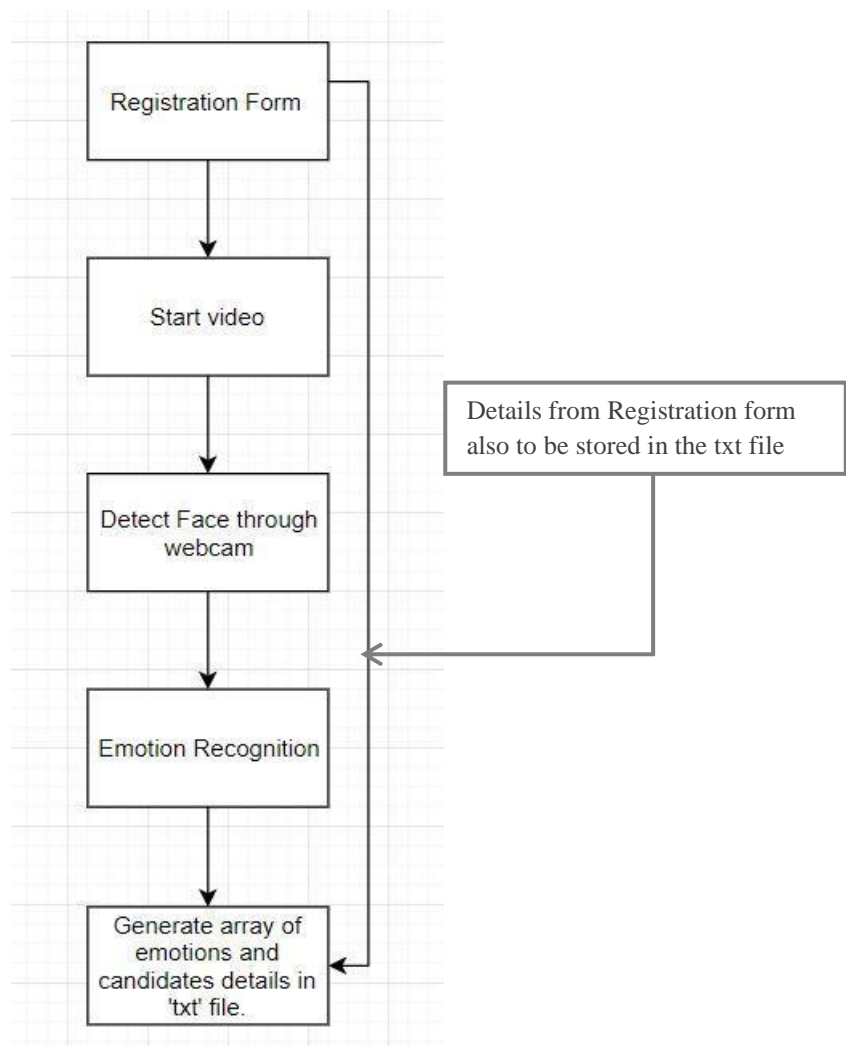 Registration Form
Start video
Details from Registration form
also to be stored in the txt file
Detect Face through
webcam
Emotion Recognition
Generate array of
emotions and
candidates details in
'txt' file.